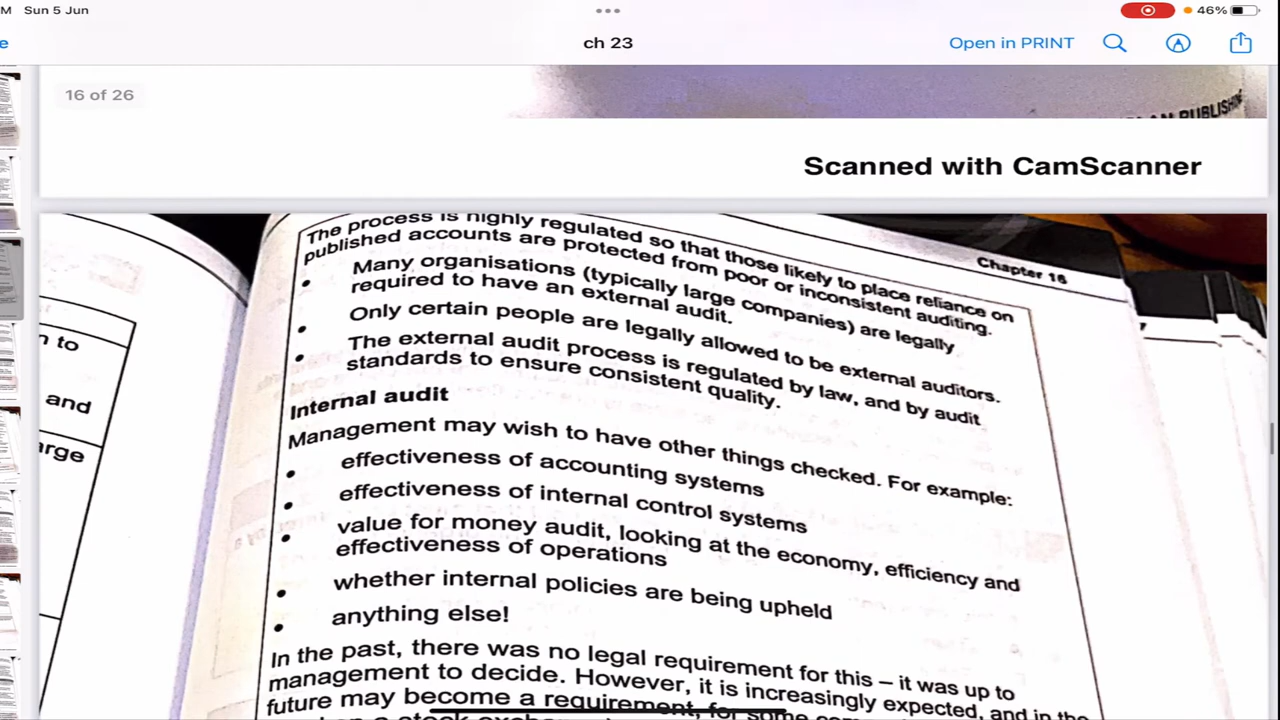 M Sun 5 Jun
46%
e
ch 23
Open in PRINT
16 of 26
PUBLISHING
Scanned with CamScanner
Chapter 16
The process is highly regulated so that those likely to place reliance on
published accounts are protected from poor or inconsistent auditing.
• Many organisations (typically large companies) are legally
required to have an external audit.
• Only certain people are legally allowed to be external auditors.
• The external audit process is regulated by law, and by audit
standards to ensure consistent quality.
Internal audit
Management may wish to have other things checked. For example:
• effectiveness of accounting systems
• effectiveness of internal control systems
• value for money audit, looking at the economy, efficiency and
effectiveness of operations
• whether internal policies are being upheld
• anything else!
In the past, there was no legal requirement for this – it was up to
management to decide. However, it is increasingly expected, and in the
future may become a requirement, for some
a stock
n to
and
arge